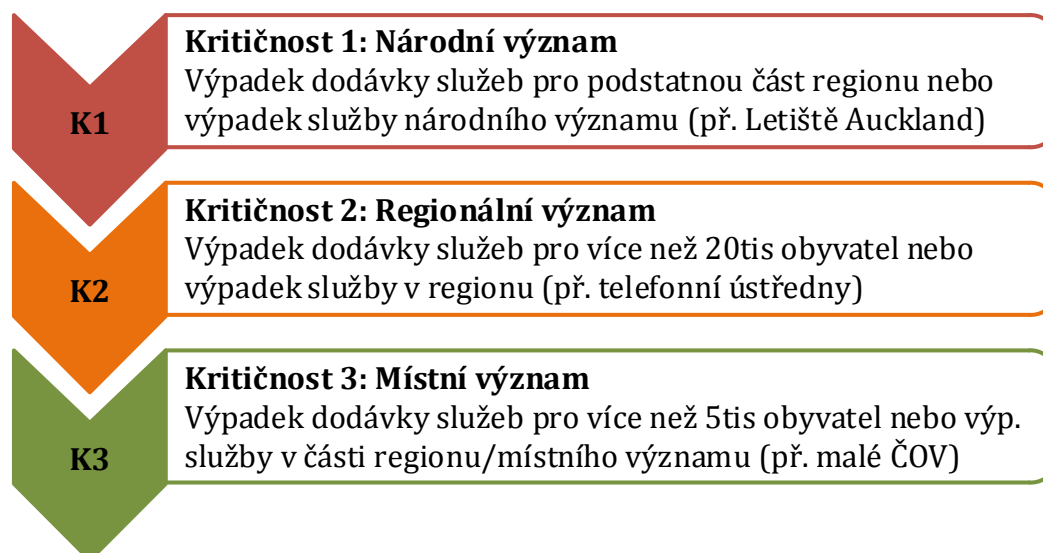 K1
Kritičnost 1: Národní význam
Výpadek dodávky služeb pro podstatnou část regionu nebo
výpadek služby národního významu (př. Letiště Auckland)
K2
Kritičnost 2: Regionální význam
Výpadek dodávky služeb pro více než 20tis obyvatel nebo
výpadek služby v regionu (př. telefonní ústředny)
K3
Kritičnost 3: Místní význam
Výpadek dodávky služeb pro více než 5tis obyvatel nebo výp.
služby v části regionu/místního významu (př. malé ČOV)